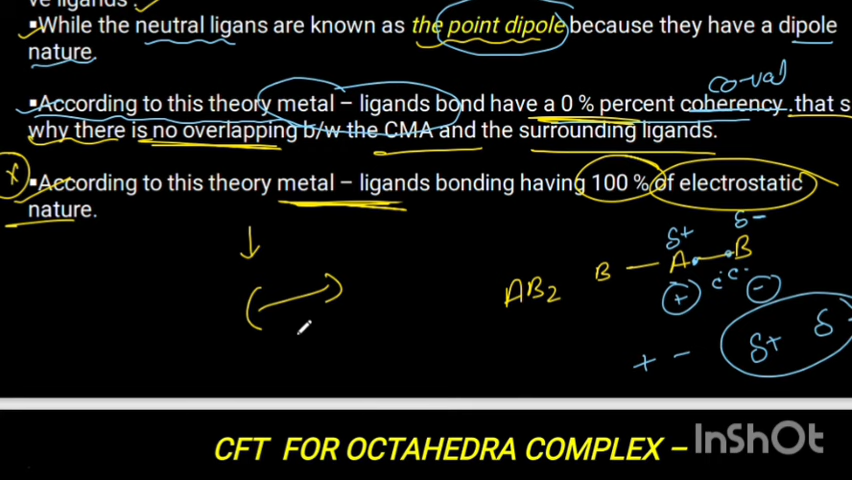 ve ligands .
▪While the neutral ligans are known as the point dipole because they have a dipole
nature.
co-val
▪According to this theory metal – ligands bond have a 0 % percent coherency .that s
why there is no overlapping b/w the CMA and the surrounding ligands.
x
▪According to this theory metal – ligands bonding having 100 % of electrostatic
nature.
δ+ δ-
AB2 B — A — B
+ -
+ - δ+ δ
CFT FOR OCTAHEDRA COMPLEX –
InShOt